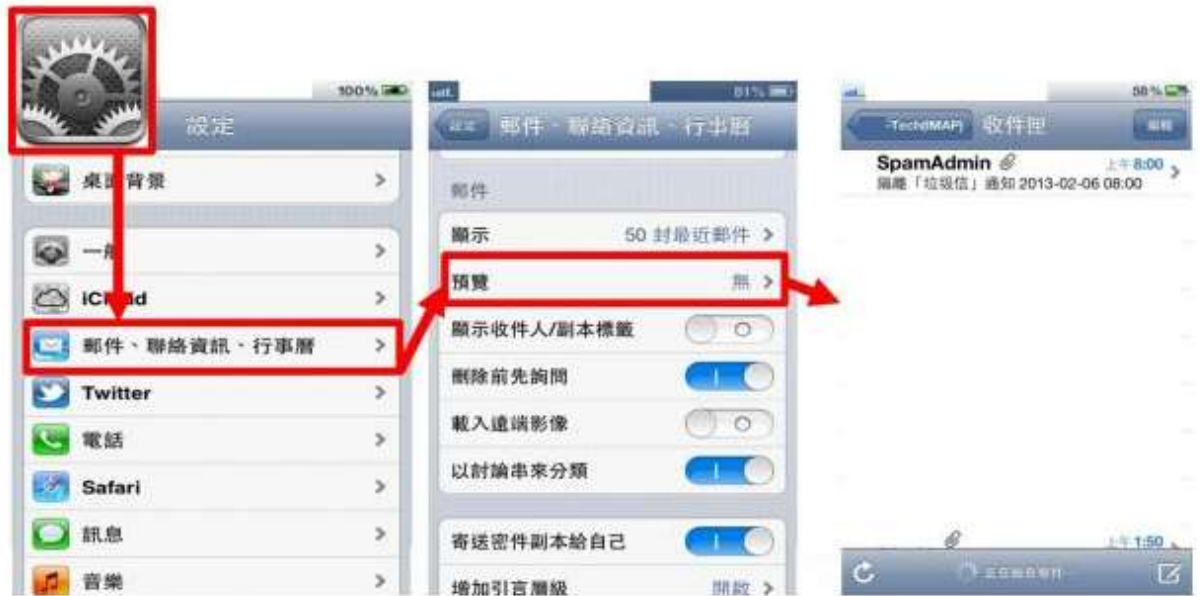 100%
設定
桌面背景
一般
iCloud
郵件、聯絡資訊、行事曆
Twitter
電話
Safari
訊息
音樂
81%
設定
郵件、聯絡資訊、行事曆
郵件
顯示 50 封最近郵件
預覽 無
顯示收件人/副本標籤
刪除前先詢問
載入遠端影像
以討論串來分類
寄送密件副本給自己
增加引言層級 開啟
58%
-Tech(IMAP) 收件匣 編輯
SpamAdmin 上午 8:00
隔離「垃圾信」通知 2013-02-06 08:00
上午 1:50